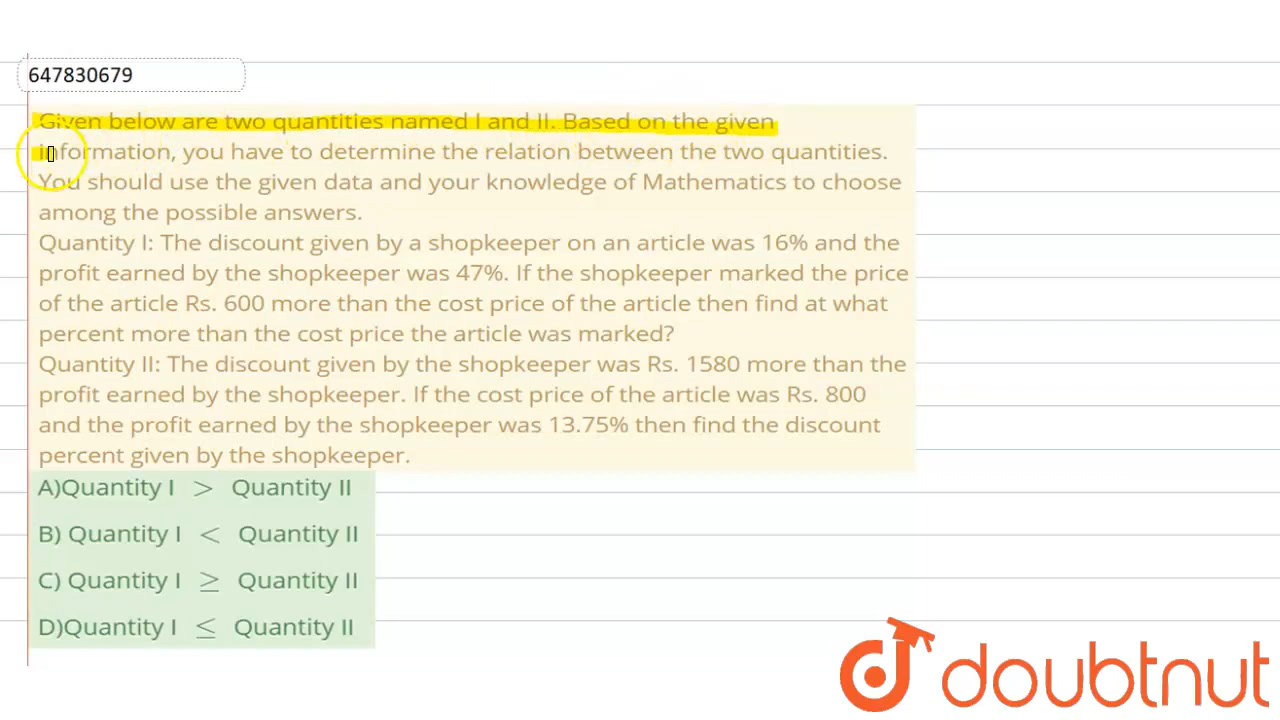 647830679
Given below are two quantities named I and II. Based on the given
information, you have to determine the relation between the two quantities.
You should use the given data and your knowledge of Mathematics to choose
among the possible answers.
Quantity I: The discount given by a shopkeeper on an article was 16% and the
profit earned by the shopkeeper was 47%. If the shopkeeper marked the price
of the article Rs. 600 more than the cost price of the article then find at what
percent more than the cost price the article was marked?
Quantity II: The discount given by the shopkeeper was Rs. 1580 more than the
profit earned by the shopkeeper. If the cost price of the article was Rs. 800
and the profit earned by the shopkeeper was 13.75% then find the discount
percent given by the shopkeeper.
A)Quantity I > Quantity II
B) Quantity I < Quantity II
C) Quantity I ≥ Quantity II
D)Quantity I ≤ Quantity II
doubtnut